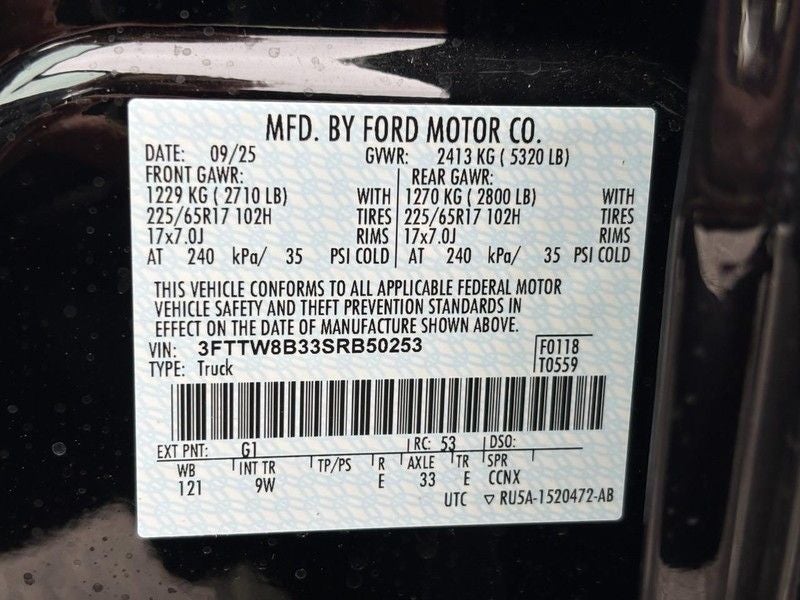 MFD. BY FORD MOTOR CO.
DATE: 09/25 GVWR: 2413 KG ( 5320 LB)
FRONT GAWR: REAR GAWR:
1229 KG ( 2710 LB) WITH 1270 KG ( 2800 LB) WITH
225/65R17 102H TIRES 225/65R17 102H TIRES
17x7.0J RIMS 17x7.0J RIMS
AT 240 kPa/ 35 PSI COLD AT 240 kPa/ 35 PSI COLD
THIS VEHICLE CONFORMS TO ALL APPLICABLE FEDERAL MOTOR
VEHICLE SAFETY AND THEFT PREVENTION STANDARDS IN
EFFECT ON THE DATE OF MANUFACTURE SHOWN ABOVE.
VIN: 3FTTW8B33SRB50253 F0118
TYPE: Truck T0559
EXT PNT: G1 RC: 53 DSO:
WB INT TR TP/PS R AXLE TR SPR
121 9W E 33 E CCNX
UTC ▽ RU5A-1520472-AB